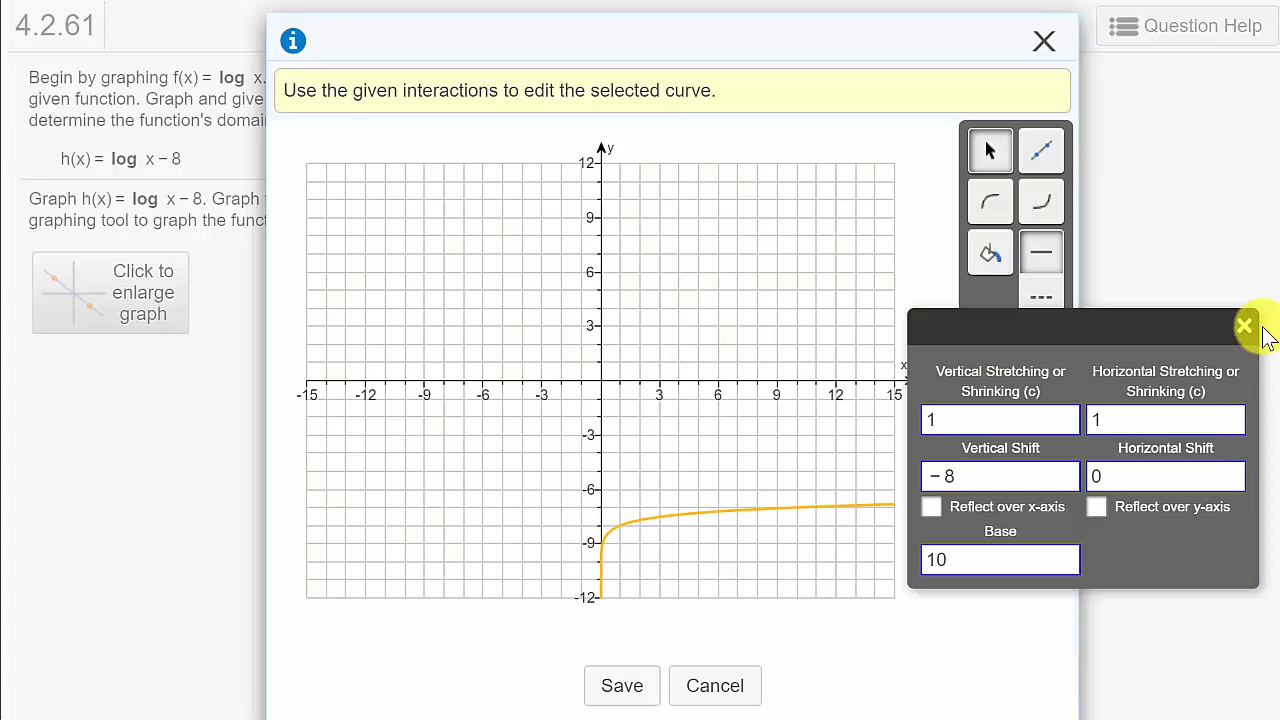 4.2.61
Question Help
Begin by graphing f(x) = log x.
given function. Graph and give
determine the function's domai
h(x) = log x − 8
Graph h(x) = log x − 8. Graph
graphing tool to graph the func
Click to
enlarge
graph
Use the given interactions to edit the selected curve.
y
12
9
6
3
x
-15 -12 -9 -6 -3 3 6 9 12 15
-3
-6
-9
-12
Vertical Stretching or
Shrinking (c)
Horizontal Stretching or
Shrinking (c)
1 1
Vertical Shift Horizontal Shift
− 8 0
Reflect over x-axis Reflect over y-axis
Base
10
Save Cancel